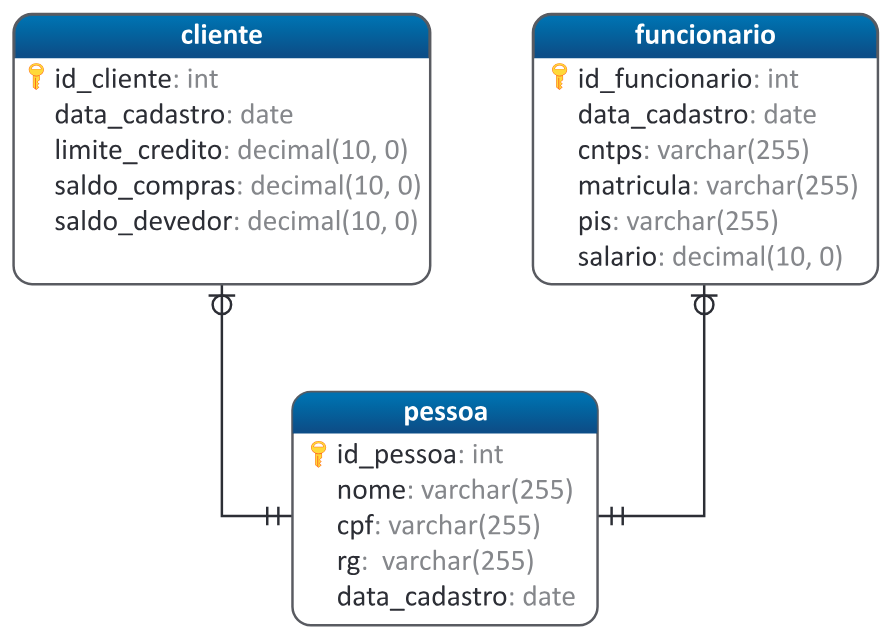 cliente
id_cliente: int
data_cadastro: date
limite_credito: decimal(10, 0)
saldo_compras: decimal(10, 0)
saldo_devedor: decimal(10, 0)
funcionario
id_funcionario: int
data_cadastro: date
cntps: varchar(255)
matricula: varchar(255)
pis: varchar(255)
salario: decimal(10, 0)
pessoa
id_pessoa: int
nome: varchar(255)
cpf: varchar(255)
rg: varchar(255)
data_cadastro: date